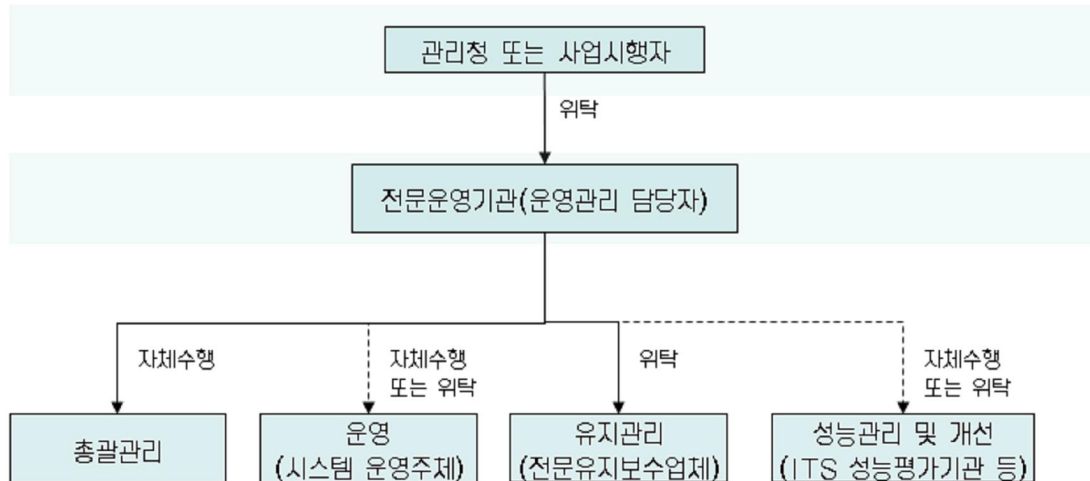 관리청 또는 사업시행자
위탁
전문운영기관(운영관리 담당자)
자체수행
자체수행
또는 위탁
위탁
자체수행
또는 위탁
총괄관리
운영
(시스템 운영주체)
유지관리
(전문유지보수업체)
성능관리 및 개선
(ITS 성능평가기관 등)